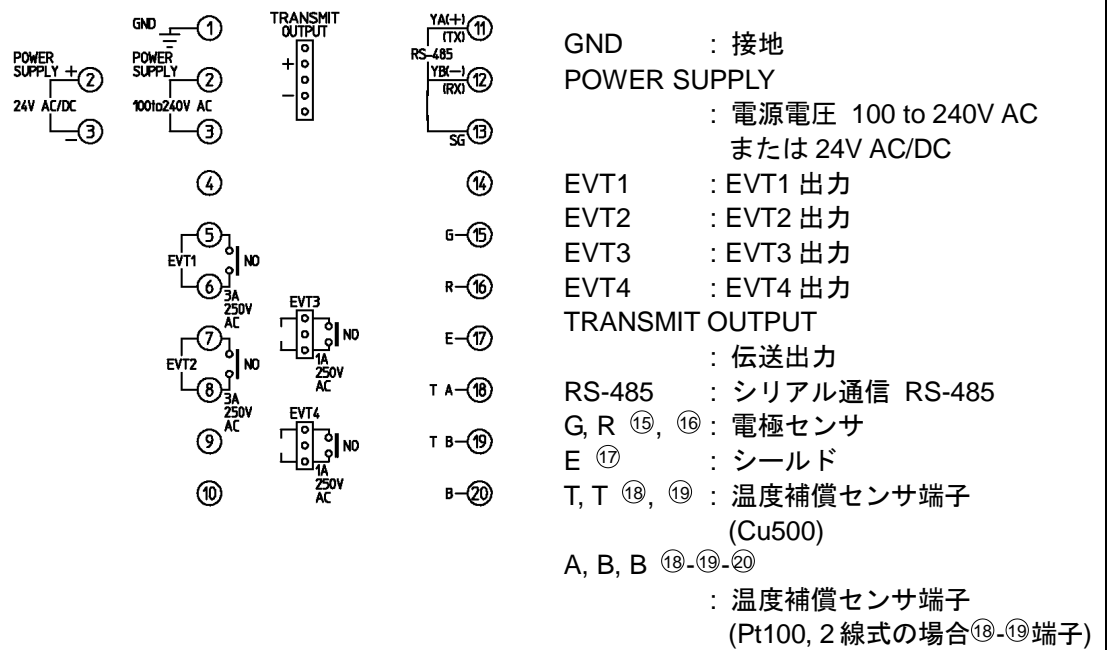 GND ①
TRANSMIT
OUTPUT
+
−
POWER
SUPPLY + ②
24V AC/DC
− ③
POWER
SUPPLY ②
100to240V AC
③
YA(+) ⑪
(TX)
RS-485
YB(−) ⑫
(RX)
SG ⑬
④
⑭
⑤
EVT1 NO
⑥ 3A
250V
AC
G ⑮
R ⑯
⑦
EVT2 NO
⑧ 3A
250V
AC
EVT3
NO
1A
250V
AC
E ⑰
T A ⑱
⑨
EVT4
NO
1A
250V
AC
T B ⑲
⑩
B ⑳
GND : 接地
POWER SUPPLY
: 電源電圧 100 to 240V AC
または 24V AC/DC
EVT1 : EVT1 出力
EVT2 : EVT2 出力
EVT3 : EVT3 出力
EVT4 : EVT4 出力
TRANSMIT OUTPUT
: 伝送出力
RS-485 : シリアル通信 RS-485
G, R ⑮, ⑯ : 電極センサ
E ⑰ : シールド
T, T ⑱, ⑲ : 温度補償センサ端子
(Cu500)
A, B, B ⑱-⑲-⑳
: 温度補償センサ端子
(Pt100, 2 線式の場合⑱-⑲端子)